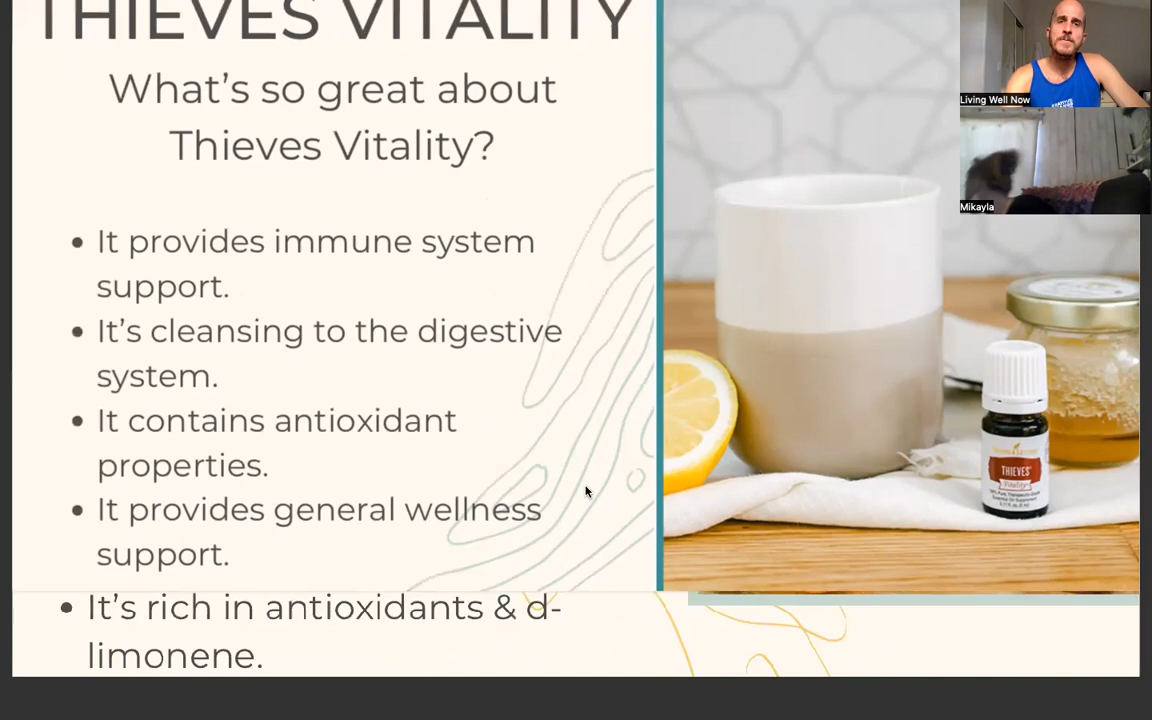 THIEVES VITALITY
What's so great about
Thieves Vitality?
• It provides immune system
support.
• It's cleansing to the digestive
system.
• It contains antioxidant
properties.
• It provides general wellness
support.
• It's rich in antioxidants & d-
limonene.
Living Well Now
Mikayla
THIEVES
Vitality